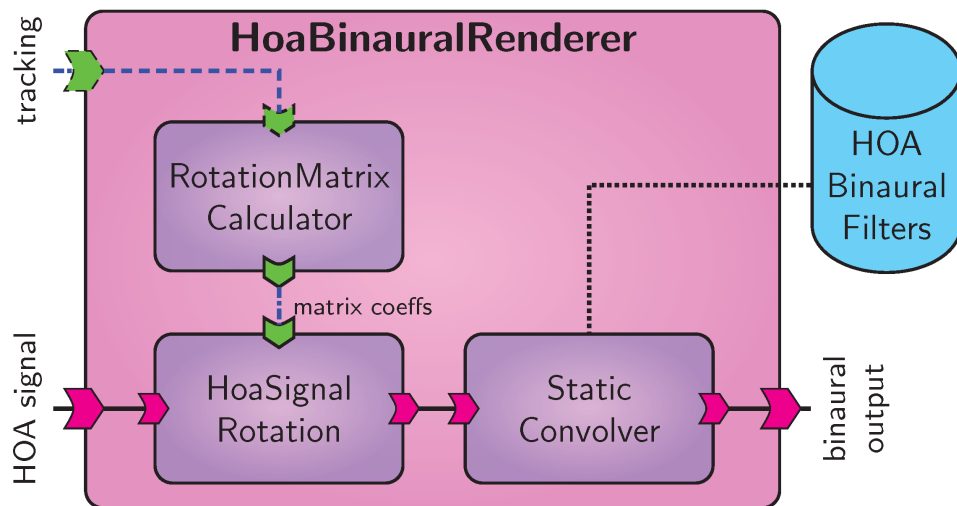 HoaBinauralRenderer
tracking
RotationMatrix
Calculator
HOA
Binaural
Filters
matrix coeffs
HOA signal
HoaSignal
Rotation
Static
Convolver
binaural
output